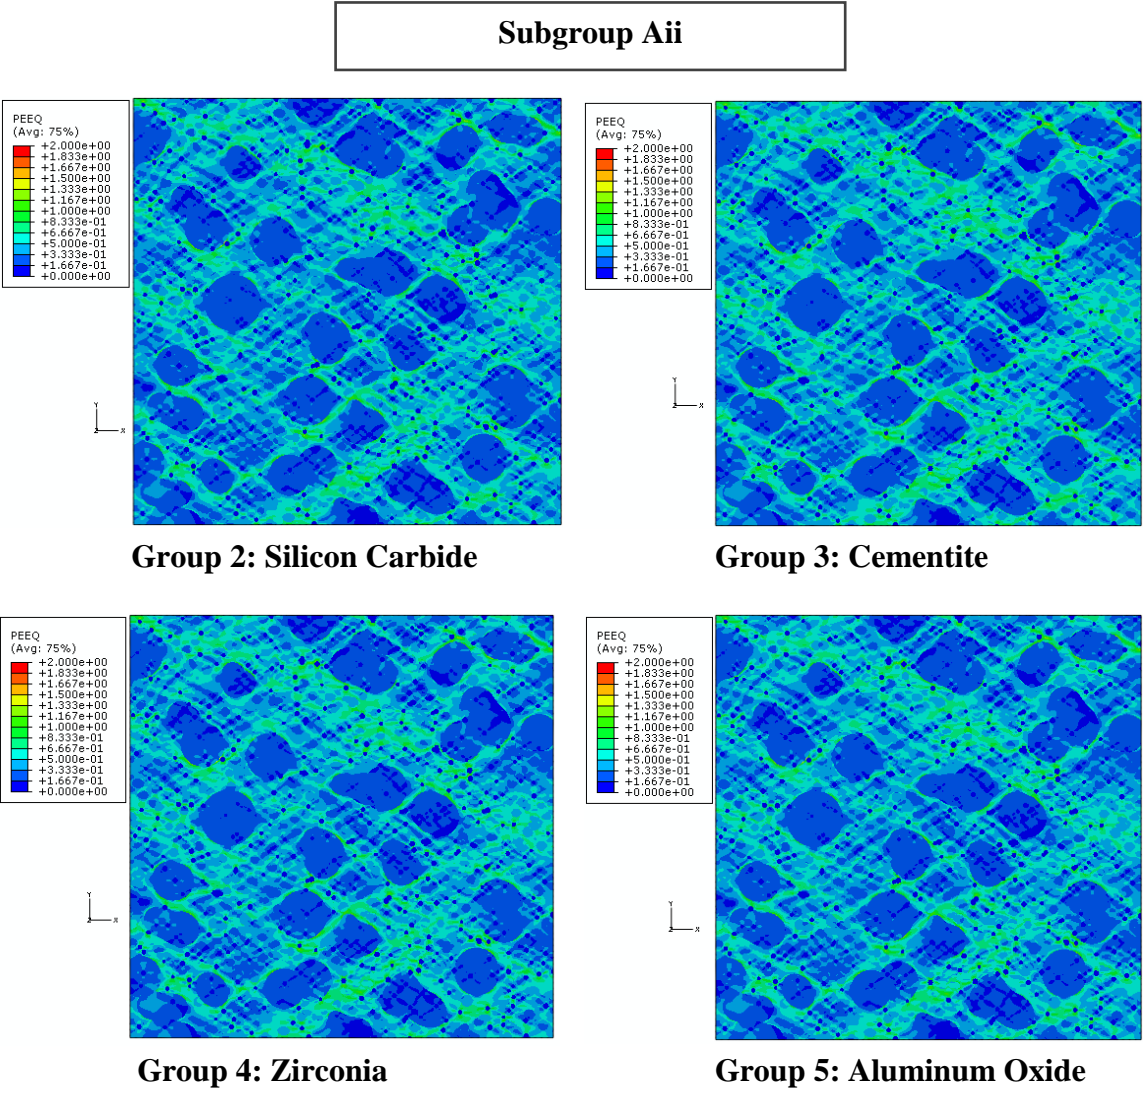 Subgroup Aii
PEEQ
(Avg: 75%)
+2.000e+00
+1.833e+00
+1.667e+00
+1.500e+00
+1.333e+00
+1.167e+00
+1.000e+00
+8.333e-01
+6.667e-01
+5.000e-01
+3.333e-01
+1.667e-01
+0.000e+00
Y
Z X
Group 2: Silicon Carbide
PEEQ
(Avg: 75%)
+2.000e+00
+1.833e+00
+1.667e+00
+1.500e+00
+1.333e+00
+1.167e+00
+1.000e+00
+8.333e-01
+6.667e-01
+5.000e-01
+3.333e-01
+1.667e-01
+0.000e+00
Y
Z X
Group 3: Cementite
PEEQ
(Avg: 75%)
+2.000e+00
+1.833e+00
+1.667e+00
+1.500e+00
+1.333e+00
+1.167e+00
+1.000e+00
+8.333e-01
+6.667e-01
+5.000e-01
+3.333e-01
+1.667e-01
+0.000e+00
Y
Z X
Group 4: Zirconia
PEEQ
(Avg: 75%)
+2.000e+00
+1.833e+00
+1.667e+00
+1.500e+00
+1.333e+00
+1.167e+00
+1.000e+00
+8.333e-01
+6.667e-01
+5.000e-01
+3.333e-01
+1.667e-01
+0.000e+00
Y
Z X
Group 5: Aluminum Oxide